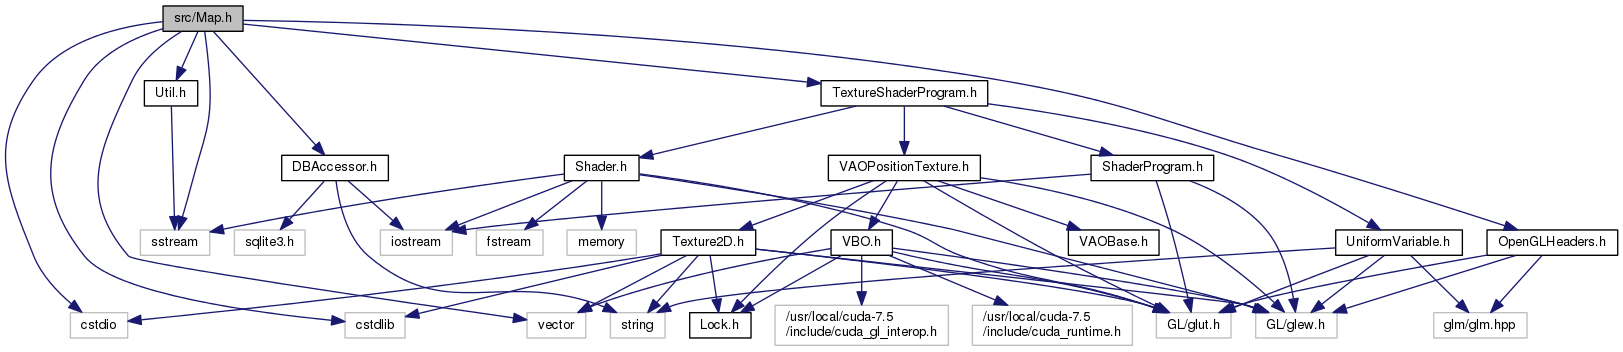 src/Map.h
Util.h
TextureShaderProgram.h
DBAccessor.h
Shader.h
VAOPositionTexture.h
ShaderProgram.h
sstream
sqlite3.h
iostream
fstream
memory
Texture2D.h
VBO.h
VAOBase.h
UniformVariable.h
OpenGLHeaders.h
cstdio
cstdlib
vector
string
Lock.h
/usr/local/cuda-7.5
/include/cuda_gl_interop.h
/usr/local/cuda-7.5
/include/cuda_runtime.h
GL/glut.h
GL/glew.h
glm/glm.hpp